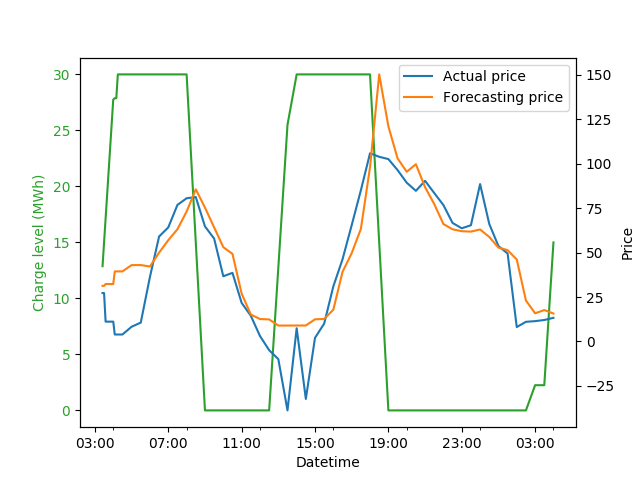 Actual price
Forecasting price
Charge level (MWh)
30
25
20
15
10
5
0
150
125
100
75
50
25
0
−25
Price
03:00 07:00 11:00 15:00 19:00 23:00 03:00
Datetime